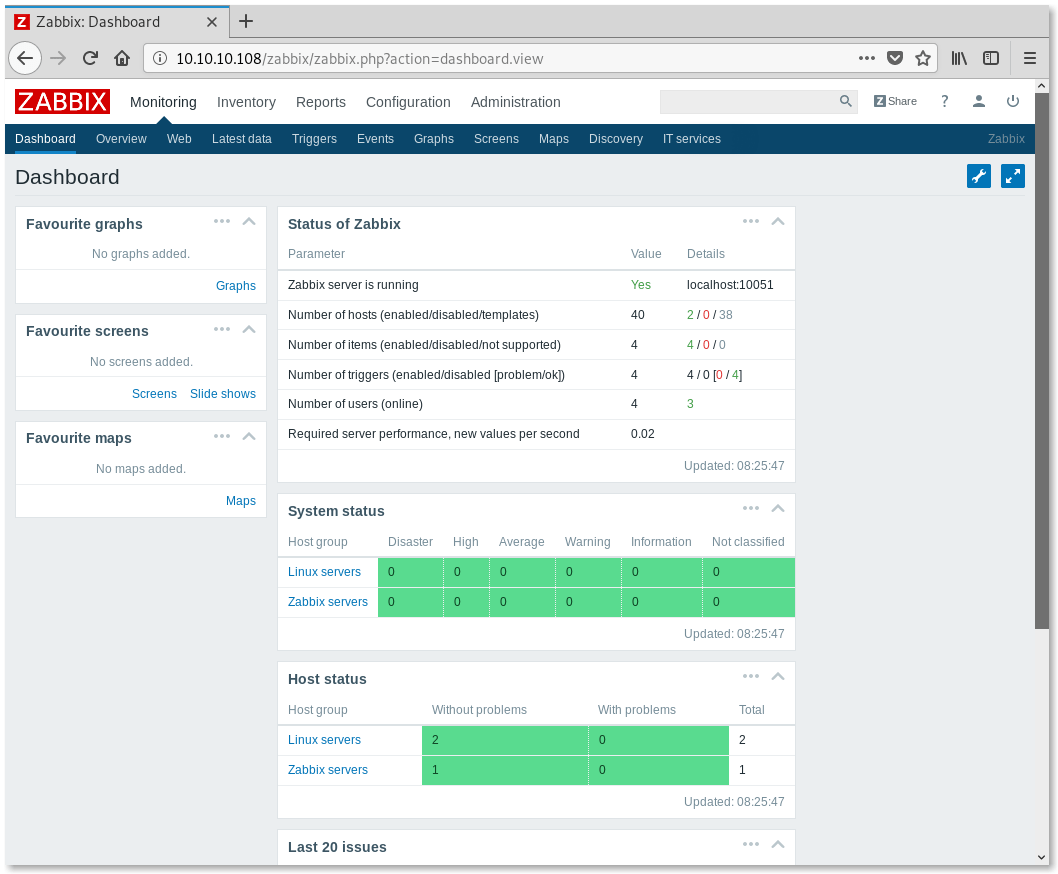 Zabbix: Dashboard
10.10.10.108/zabbix/zabbix.php?action=dashboard.view
ZABBIX Monitoring Inventory Reports Configuration Administration Z Share ?
Dashboard Overview Web Latest data Triggers Events Graphs Screens Maps Discovery IT services Zabbix
Dashboard
Favourite graphs
No graphs added.
Graphs
Favourite screens
No screens added.
Screens Slide shows
Favourite maps
No maps added.
Maps
Status of Zabbix
Parameter Value Details
Zabbix server is running Yes localhost:10051
Number of hosts (enabled/disabled/templates) 40 2 / 0 / 38
Number of items (enabled/disabled/not supported) 4 4 / 0 / 0
Number of triggers (enabled/disabled [problem/ok]) 4 4 / 0 [0 / 4]
Number of users (online) 4 3
Required server performance, new values per second 0.02
Updated: 08:25:47
System status
Host group Disaster High Average Warning Information Not classified
Linux servers 0 0 0 0 0 0
Zabbix servers 0 0 0 0 0 0
Updated: 08:25:47
Host status
Host group Without problems With problems Total
Linux servers 2 0 2
Zabbix servers 1 0 1
Updated: 08:25:47
Last 20 issues